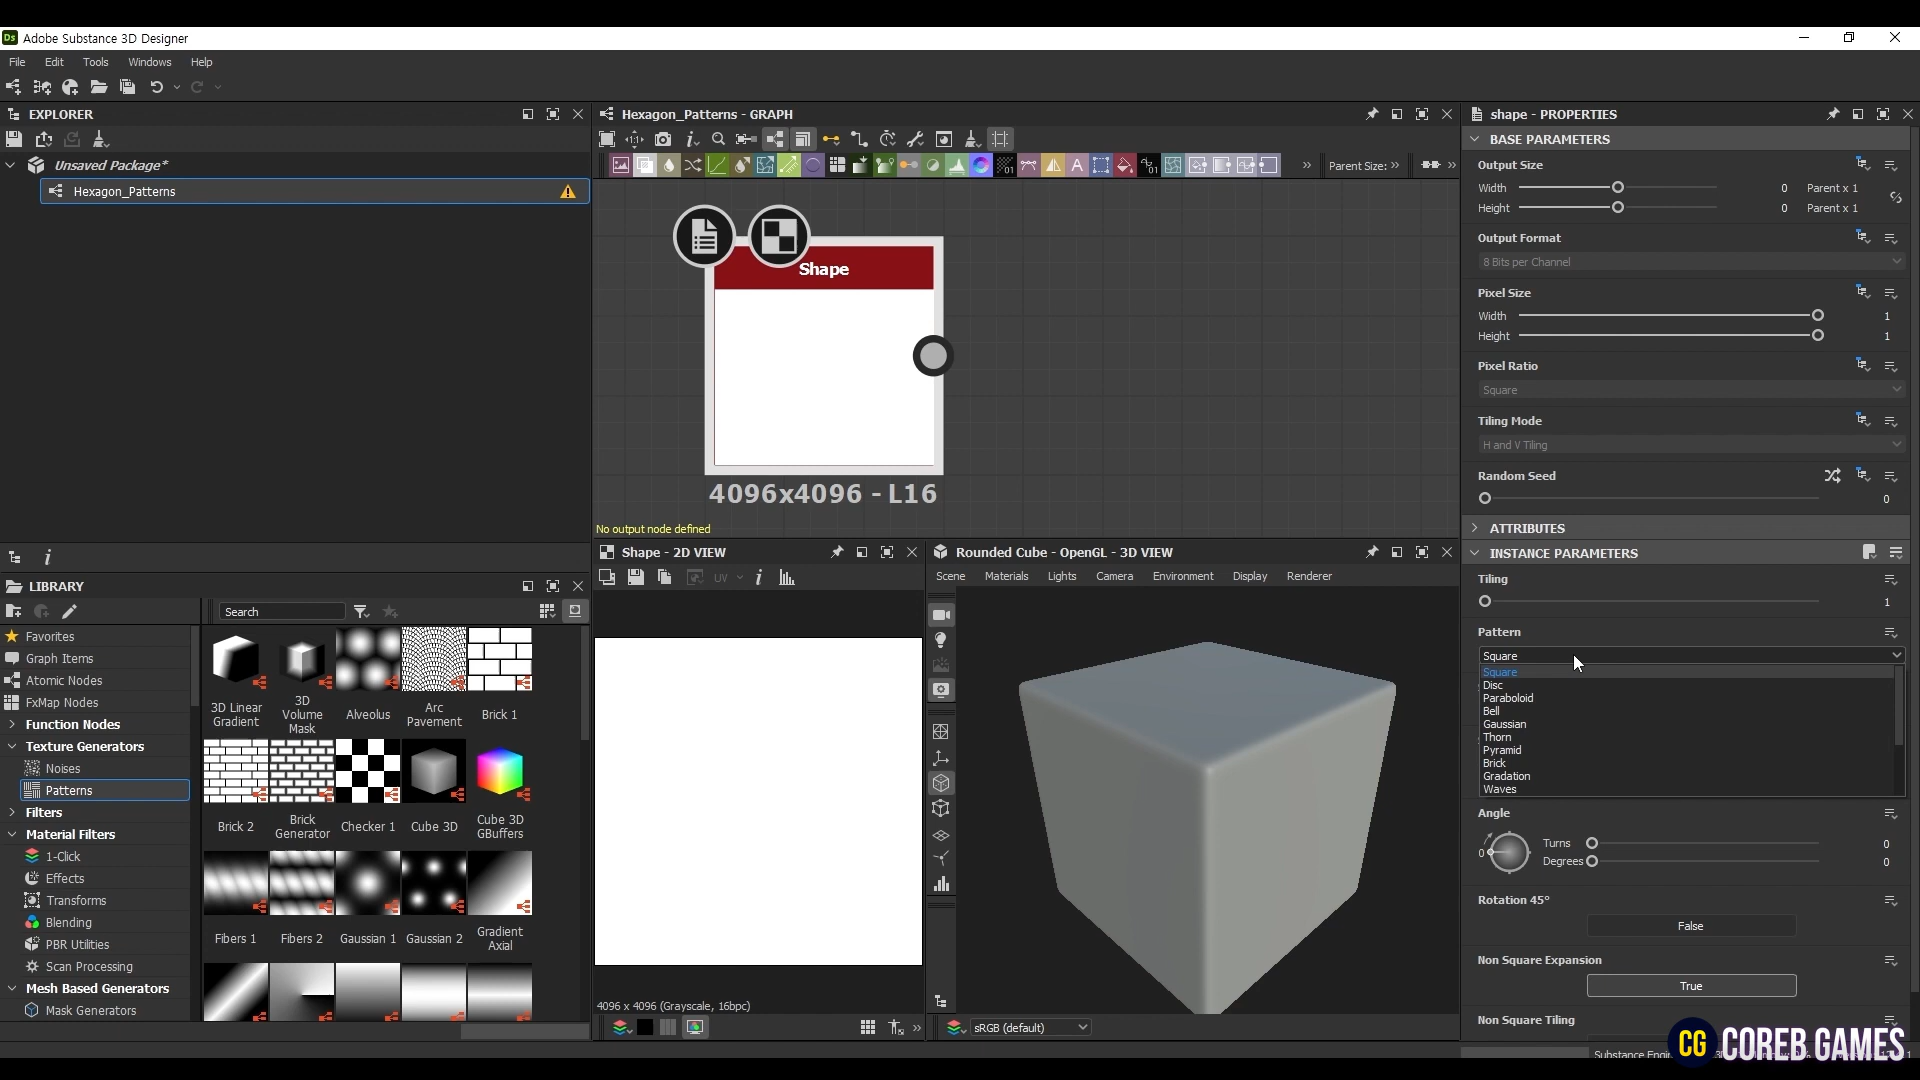 Ds Adobe Substance 3D Designer
File Edit Tools Windows Help
EXPLORER
Unsaved Package*
Hexagon_Patterns
LIBRARY
Search
Favorites
Graph Items
Atomic Nodes
FxMap Nodes
Function Nodes
Texture Generators
Noises
Patterns
Filters
Material Filters
1-Click
Effects
Transforms
Blending
PBR Utilities
Scan Processing
Mesh Based Generators
Mask Generators
3D Linear Gradient
3D Volume Mask
Alveolus
Arc Pavement
Brick 1
Brick 2
Brick Generator
Checker 1
Cube 3D
Cube 3D GBuffers
Fibers 1
Fibers 2
Gaussian 1
Gaussian 2
Gradient Axial
Hexagon_Patterns - GRAPH
Parent Size:
Shape
4096x4096 - L16
No output node defined
Shape - 2D VIEW
UV
4096 x 4096 (Grayscale, 16bpc)
Rounded Cube - OpenGL - 3D VIEW
Scene Materials Lights Camera Environment Display Renderer
sRGB (default)
shape - PROPERTIES
BASE PARAMETERS
Output Size
Width 0 Parent x 1
Height 0 Parent x 1
Output Format
8 Bits per Channel
Pixel Size
Width 1
Height 1
Pixel Ratio
Square
Tiling Mode
H and V Tiling
Random Seed
0
ATTRIBUTES
INSTANCE PARAMETERS
Tiling
1
Pattern
Square
Square
Disc
Paraboloid
Bell
Gaussian
Thorn
Pyramid
Brick
Gradation
Waves
Angle
0 Turns 0
Degrees 0
Rotation 45°
False
Non Square Expansion
True
Non Square Tiling
Substance
CG COREB GAMES